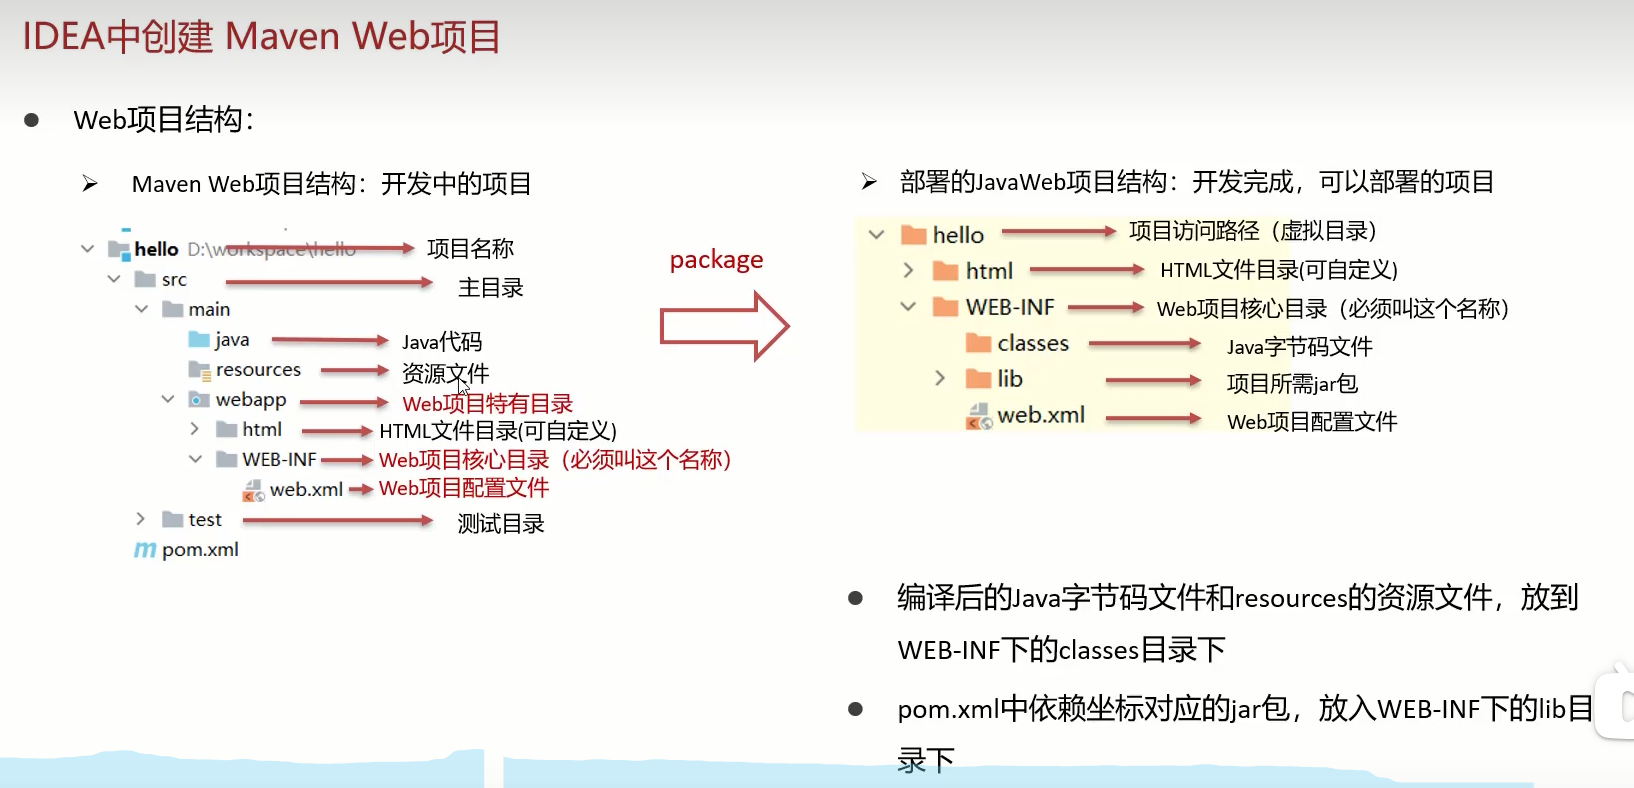 IDEA中创建 Maven Web项目
Web项目结构：
Maven Web项目结构：开发中的项目
hello D:\workspace\hello 项目名称
src 主目录
main
java Java代码
resources 资源文件
webapp Web项目特有目录
html HTML文件目录(可自定义)
WEB-INF Web项目核心目录（必须叫这个名称）
web.xml Web项目配置文件
test 测试目录
pom.xml
package
部署的JavaWeb项目结构：开发完成，可以部署的项目
hello 项目访问路径（虚拟目录）
html HTML文件目录(可自定义)
WEB-INF Web项目核心目录（必须叫这个名称）
classes Java字节码文件
lib 项目所需jar包
web.xml Web项目配置文件
编译后的Java字节码文件和resources的资源文件，放到
WEB-INF下的classes目录下
pom.xml中依赖坐标对应的jar包，放入WEB-INF下的lib目
录下